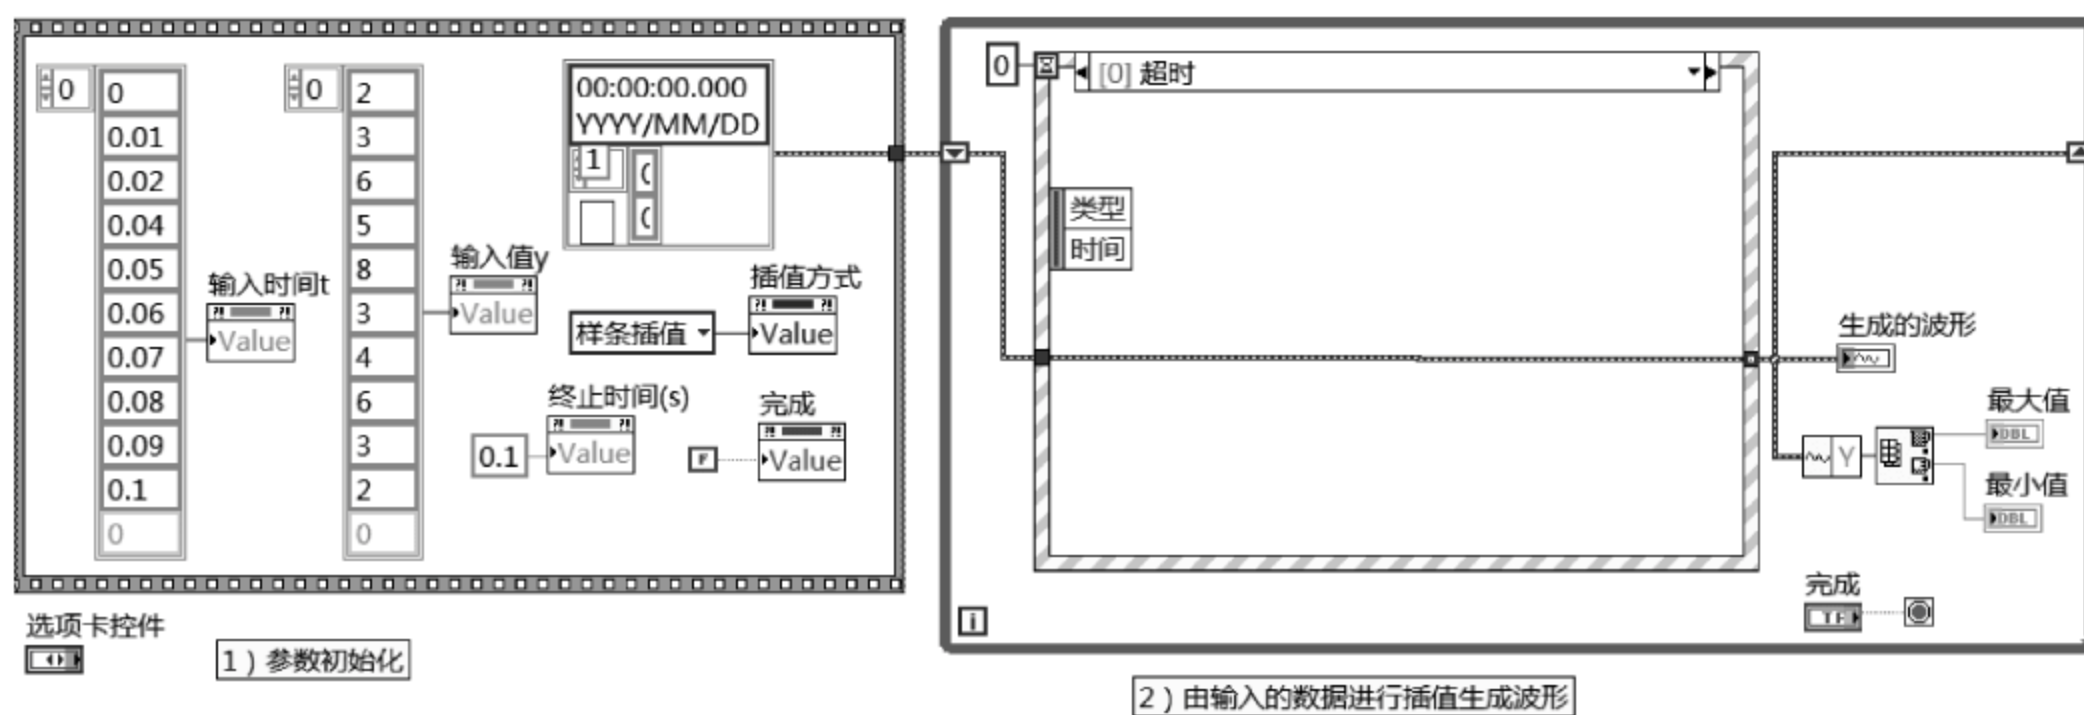 0
0
0.01
0.02
0.04
0.05
0.06
0.07
0.08
0.09
0.1
0
输入时间t
Value
0
2
3
6
5
8
3
4
6
3
2
0
输入值y
Value
00:00:00.000
YYYY/MM/DD
1
样条插值
插值方式
Value
0.1
终止时间(s)
Value
F
完成
Value
选项卡控件
1）参数初始化
0
[0] 超时
类型
时间
生成的波形
Y
最大值
DBL
最小值
DBL
完成
TF
i
2）由输入的数据进行插值生成波形